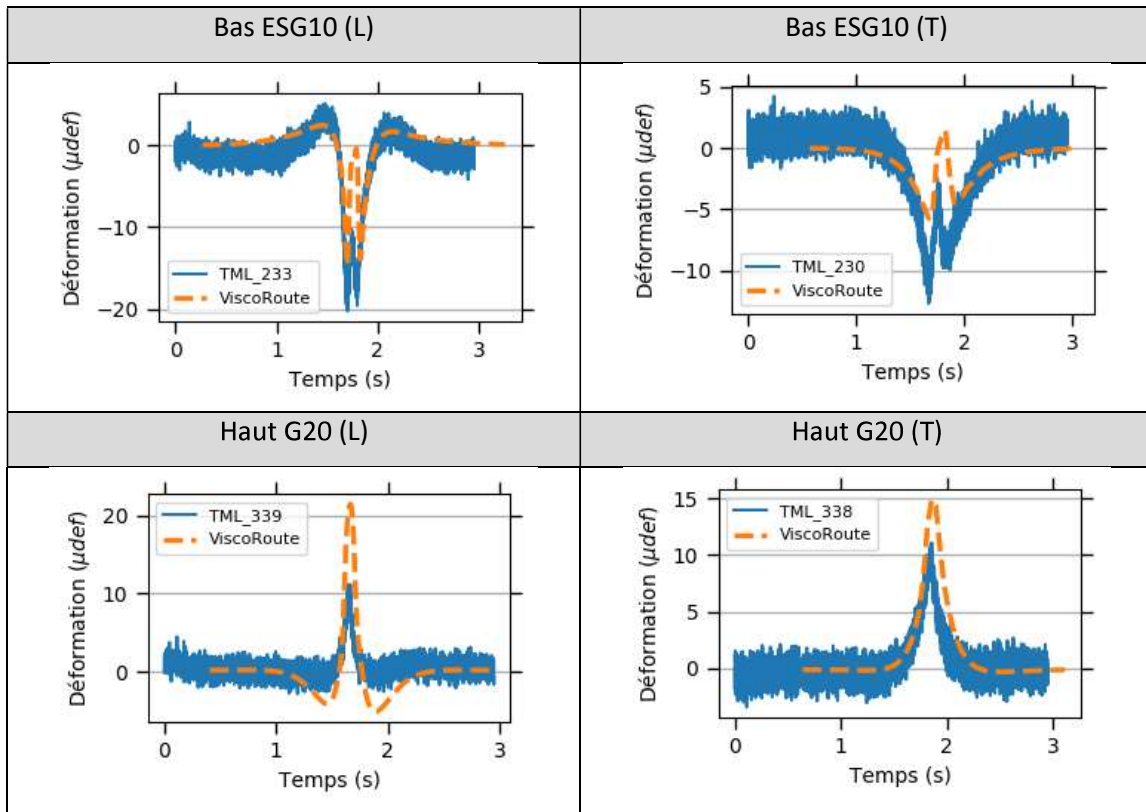 Bas ESG10 (L)
Bas ESG10 (T)
Déformation (μdef)
0
−10
−20
TML_233
ViscoRoute
0 1 2 3
Temps (s)
Déformation (μdef)
5
0
−5
−10
TML_230
ViscoRoute
0 1 2 3
Temps (s)
Haut G20 (L)
Haut G20 (T)
Déformation (μdef)
20
10
0
TML_339
ViscoRoute
0 1 2 3
Temps (s)
Déformation (μdef)
15
10
5
0
TML_338
ViscoRoute
0 1 2 3
Temps (s)